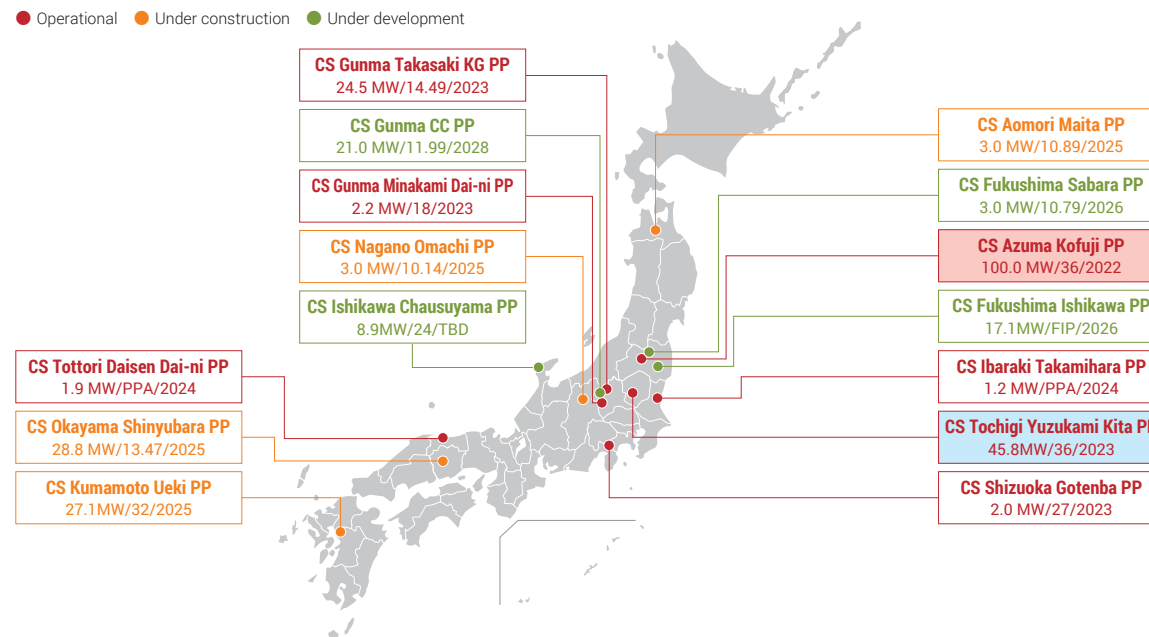 Operational
Under construction
Under development
CS Gunma Takasaki KG PP
24.5 MW/14.49/2023
CS Gunma CC PP
21.0 MW/11.99/2028
CS Gunma Minakami Dai-ni PP
2.2 MW/18/2023
CS Nagano Omachi PP
3.0 MW/10.14/2025
CS Ishikawa Chausuyama PP
8.9MW/24/TBD
CS Tottori Daisen Dai-ni PP
1.9 MW/PPA/2024
CS Okayama Shinyubara PP
28.8 MW/13.47/2025
CS Kumamoto Ueki PP
27.1MW/32/2025
CS Aomori Maita PP
3.0 MW/10.89/2025
CS Fukushima Sabara PP
3.0 MW/10.79/2026
CS Azuma Kofuji PP
100.0 MW/36/2022
CS Fukushima Ishikawa PP
17.1MW/FIP/2026
CS Ibaraki Takamihara PP
1.2 MW/PPA/2024
CS Tochigi Yuzukami Kita P
45.8MW/36/2023
CS Shizuoka Gotenba PP
2.0 MW/27/2023